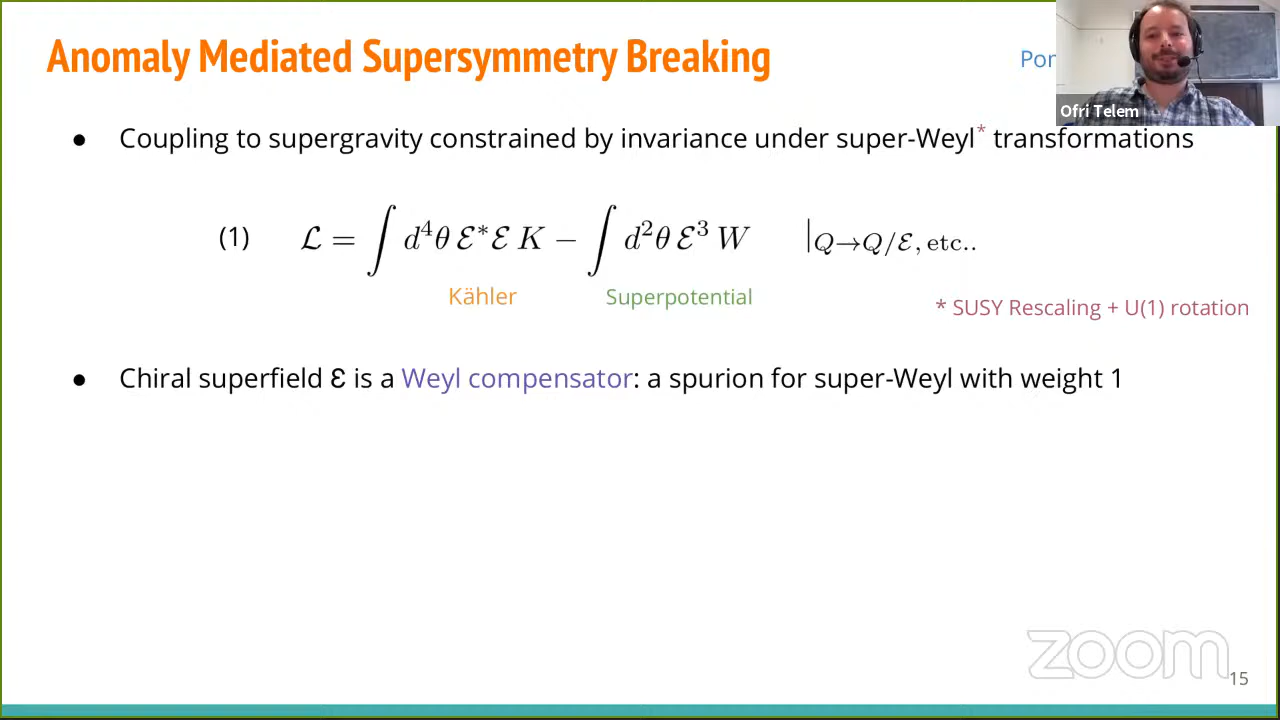 Anomaly Mediated Supersymmetry Breaking
Por
Ofri Telem
● Coupling to supergravity constrained by invariance under super-Weyl* transformations
(1) ℒ = ∫ d⁴θ ℰ*ℰ K − ∫ d²θ ℰ³ W |Q→Q/ℰ, etc..
Kähler Superpotential
* SUSY Rescaling + U(1) rotation
● Chiral superfield ℇ is a Weyl compensator: a spurion for super-Weyl with weight 1
zoom
15